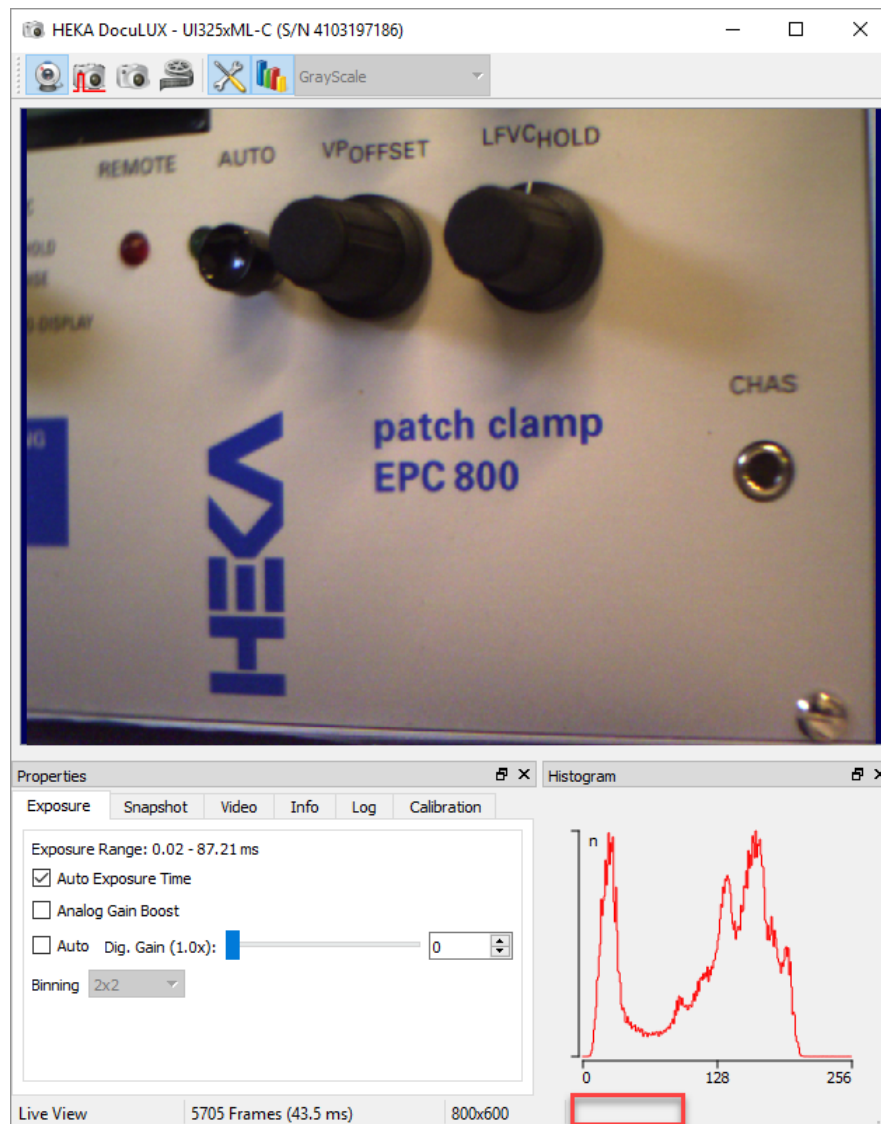 HEKA DocuLUX - UI325xML-C (S/N 4103197186)
GrayScale
REMOTE
AUTO
VPOFFSET
LFVCHOLD
DISPLAY
CHAS
patch clamp
EPC 800
HEKA
Properties
Histogram
Exposure Snapshot Video Info Log Calibration
Exposure Range: 0.02 - 87.21 ms
Auto Exposure Time
Analog Gain Boost
Auto Dig. Gain (1.0x): 0
Binning 2x2
n
0 128 256
Live View 5705 Frames (43.5 ms) 800x600